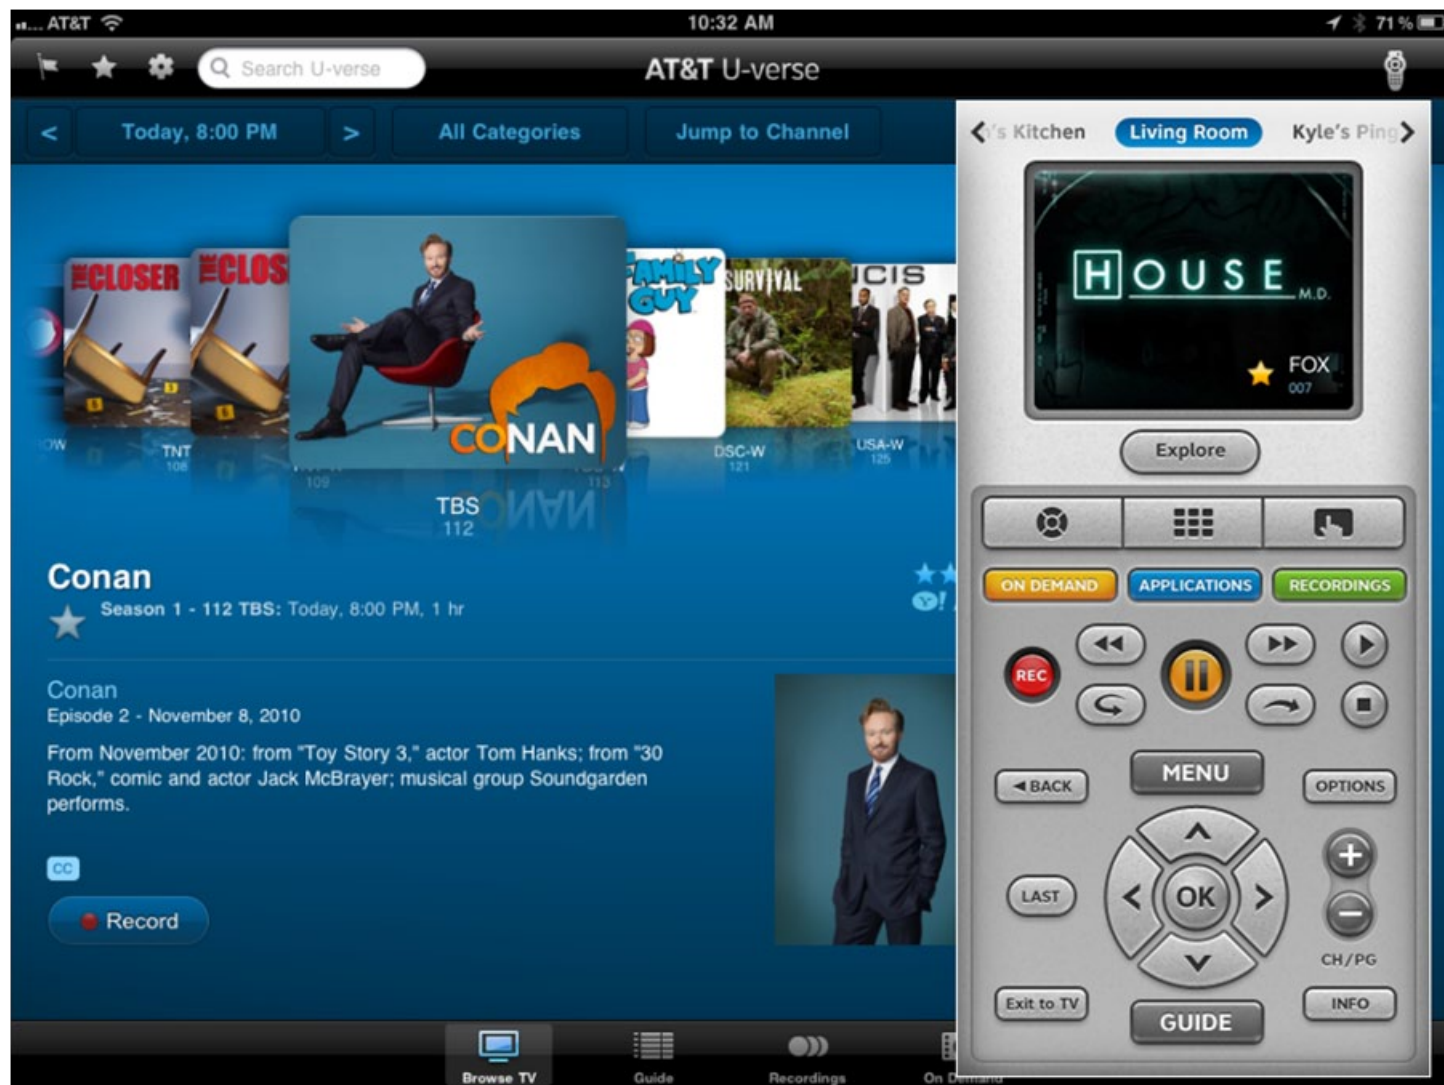 AT&T
10:32 AM
71%
Search U-verse
AT&T U-verse
<
Today, 8:00 PM
>
All Categories
Jump to Channel
THE CLOSER
TNT
108
THE CLOS
109
CONAN
TBS
112
FAMILY
GUY
113
SURVIVAL
DSC-W
121
NCIS
USA-W
125
Conan
Season 1 - 112 TBS: Today, 8:00 PM, 1 hr
Y!
Conan
Episode 2 - November 8, 2010
From November 2010: from "Toy Story 3," actor Tom Hanks; from "30
Rock," comic and actor Jack McBrayer; musical group Soundgarden
performs.
CC
Record
Browse TV
Guide
Recordings
On Demand
's Kitchen
Living Room
Kyle's Ping
HOUSE M.D.
FOX
007
Explore
ON DEMAND
APPLICATIONS
RECORDINGS
REC
BACK
MENU
OPTIONS
LAST
OK
+
−
CH/PG
Exit to TV
GUIDE
INFO